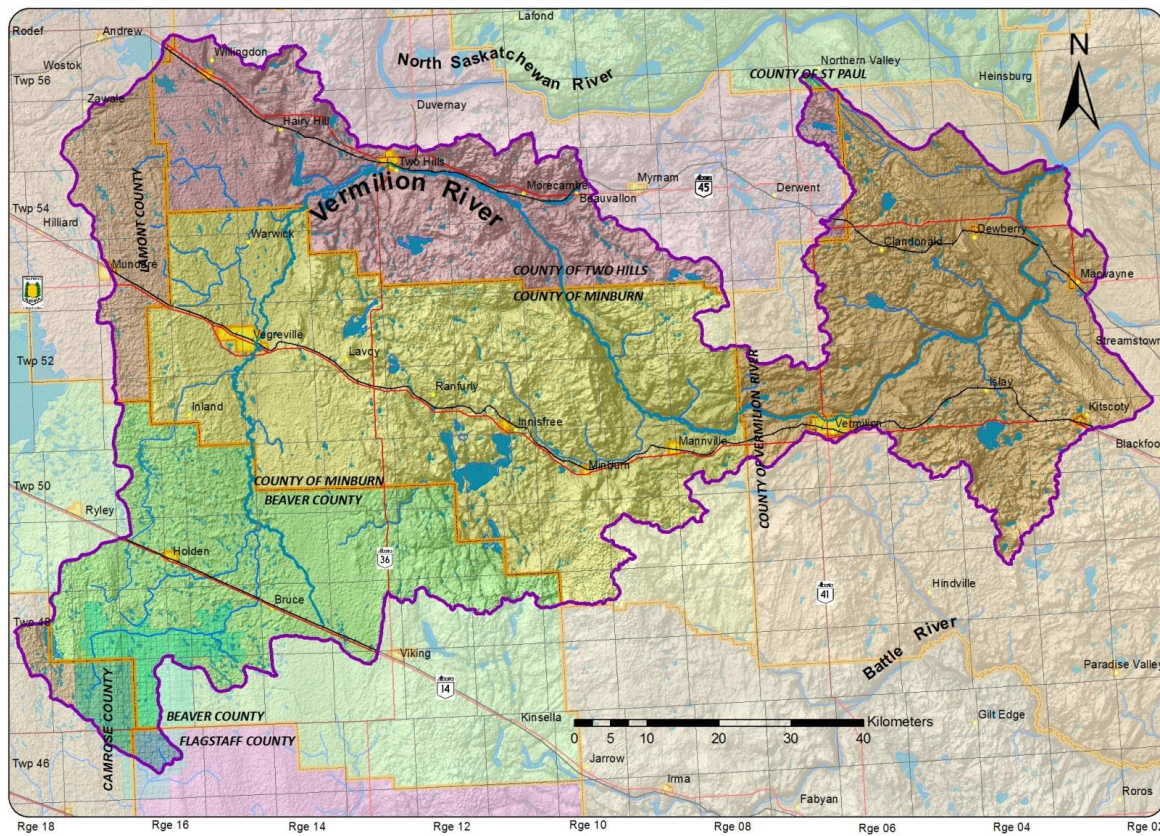 Lafond
Rodef
Andrew
Willingdon
N
Wostok
North Saskatchewan River
Northern Valley
COUNTY OF ST PAUL
Heinsburg
Twp 56
Zawale
Duvernay
Hairy Hill
Two Hills
Vermilion River
Morecambe
Myrnam
Alberta
45
Derwent
Beauvallon
Twp 54
Hilliard
LAMONT COUNTY
Warwick
Clandonald
Dewberry
Mundare
COUNTY OF TWO HILLS
COUNTY OF MINBURN
Marwayne
Vegreville
Lavoy
Streamstown
Twp 52
Ranfurly
COUNTY OF VERMILION RIVER
Islay
Inland
Innisfree
Kitscoty
Vermilion
Mannville
Blackfoo
Minburn
COUNTY OF MINBURN
BEAVER COUNTY
Twp 50
Ryley
Holden
Alberta
36
Hindville
Bruce
Alberta
41
Twp 48
Battle River
Viking
Paradise Valley
Alberta
14
CAMROSE COUNTY
BEAVER COUNTY
FLAGSTAFF COUNTY
Kinsella
Gilt Edge
Kilometers
0 5 10 20 30 40
Twp 46
Jarrow
Irma
Fabyan
Roros
Rge 18 Rge 16 Rge 14 Rge 12 Rge 10 Rge 08 Rge 06 Rge 04 Rge 02